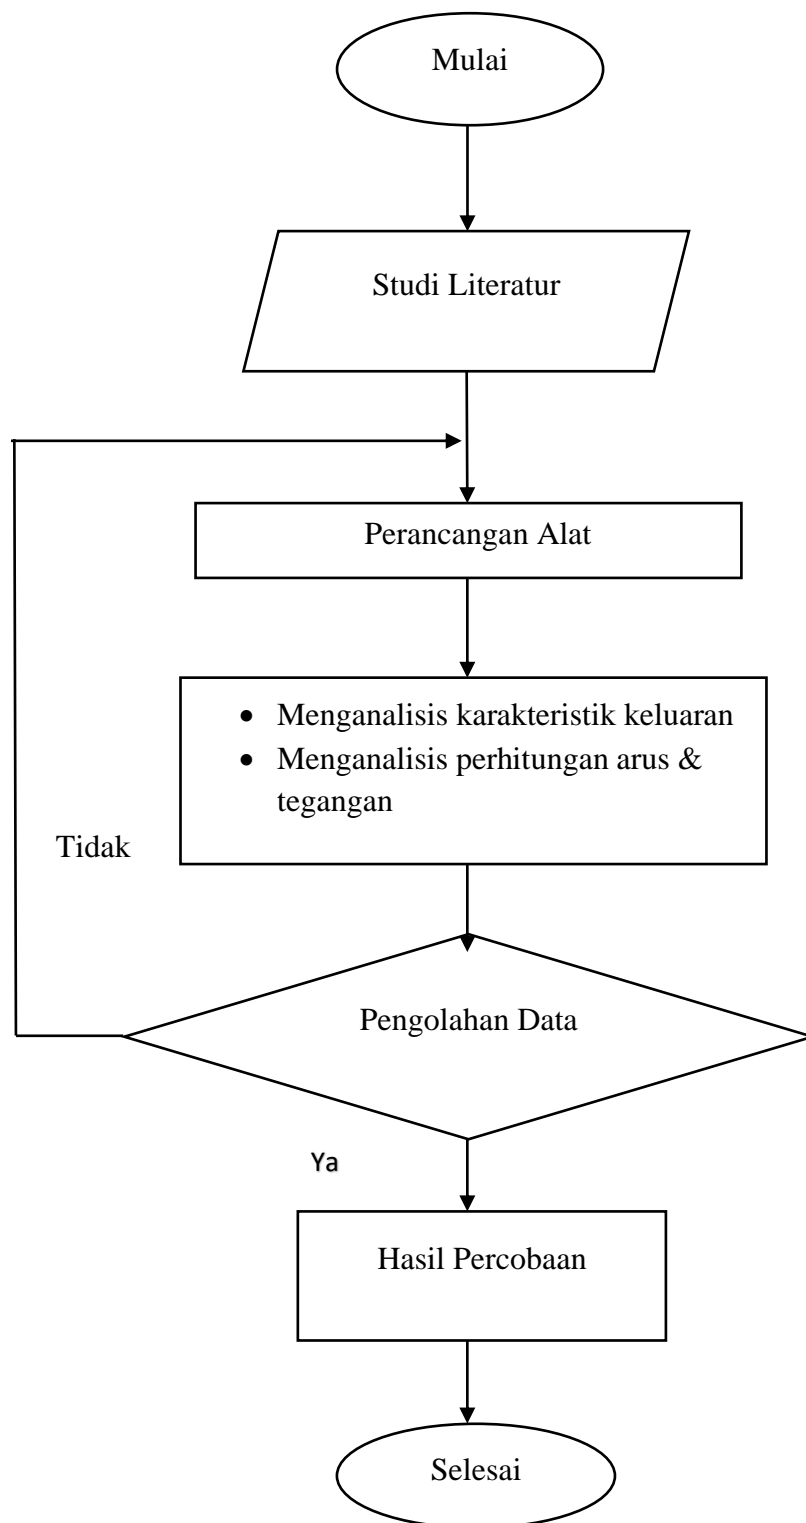 Mulai
Studi Literatur
Perancangan Alat
• Menganalisis karakteristik keluaran
• Menganalisis perhitungan arus &
tegangan
Tidak
Pengolahan Data
Ya
Hasil Percobaan
Selesai